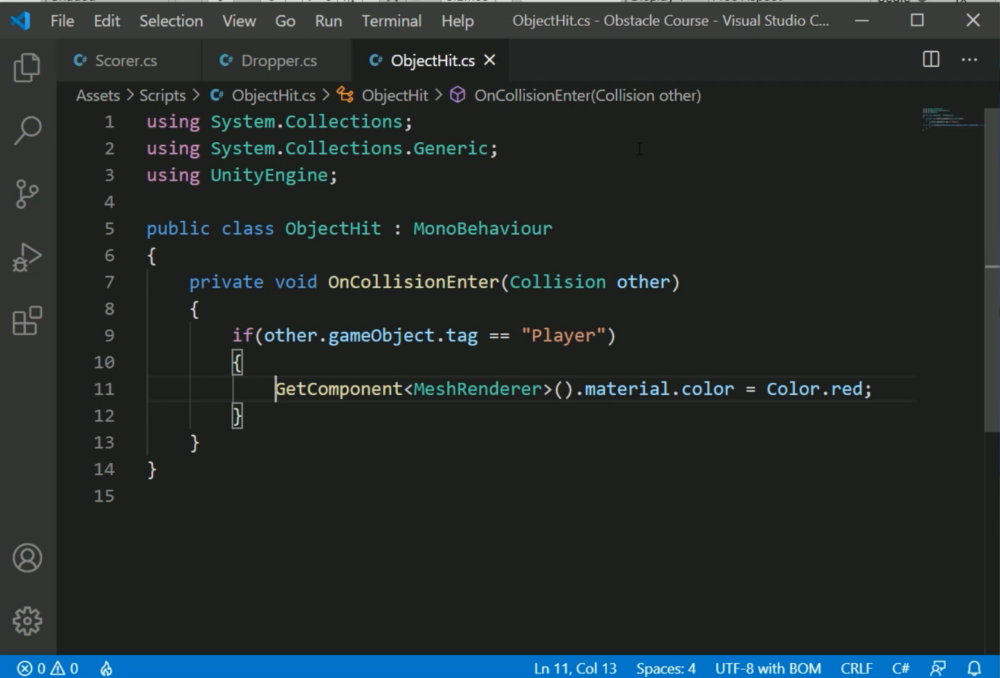 File Edit Selection View Go Run Terminal Help ObjectHit.cs - Obstacle Course - Visual Studio C...
Scorer.cs Dropper.cs ObjectHit.cs
Assets > Scripts > ObjectHit.cs > ObjectHit > OnCollisionEnter(Collision other)
1 using System.Collections;
2 using System.Collections.Generic;
3 using UnityEngine;
4
5 public class ObjectHit : MonoBehaviour
6 {
7 private void OnCollisionEnter(Collision other)
8 {
9 if(other.gameObject.tag == "Player")
10 {
11 GetComponent<MeshRenderer>().material.color = Color.red;
12 }
13 }
14 }
15
0 0 Ln 11, Col 13 Spaces: 4 UTF-8 with BOM CRLF C#